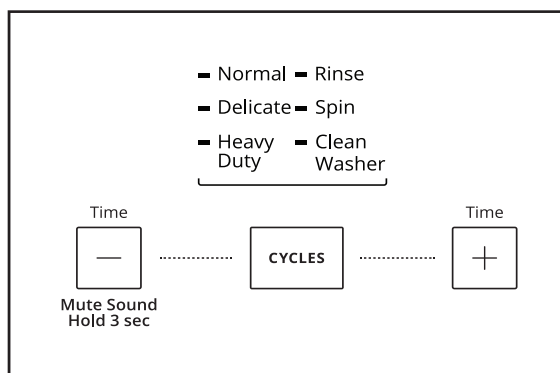 Normal
Rinse
Delicate
Spin
Heavy
Duty
Clean
Washer
Time
Time
CYCLES
Mute Sound
Hold 3 sec